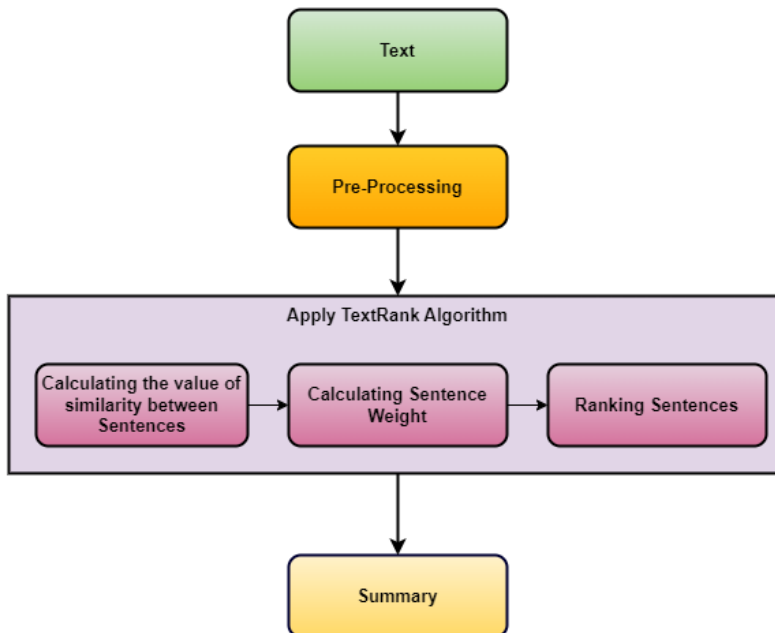 Text
Pre-Processing
Apply TextRank Algorithm
Calculating the value of
similarity between
Sentences
Calculating Sentence
Weight
Ranking Sentences
Summary